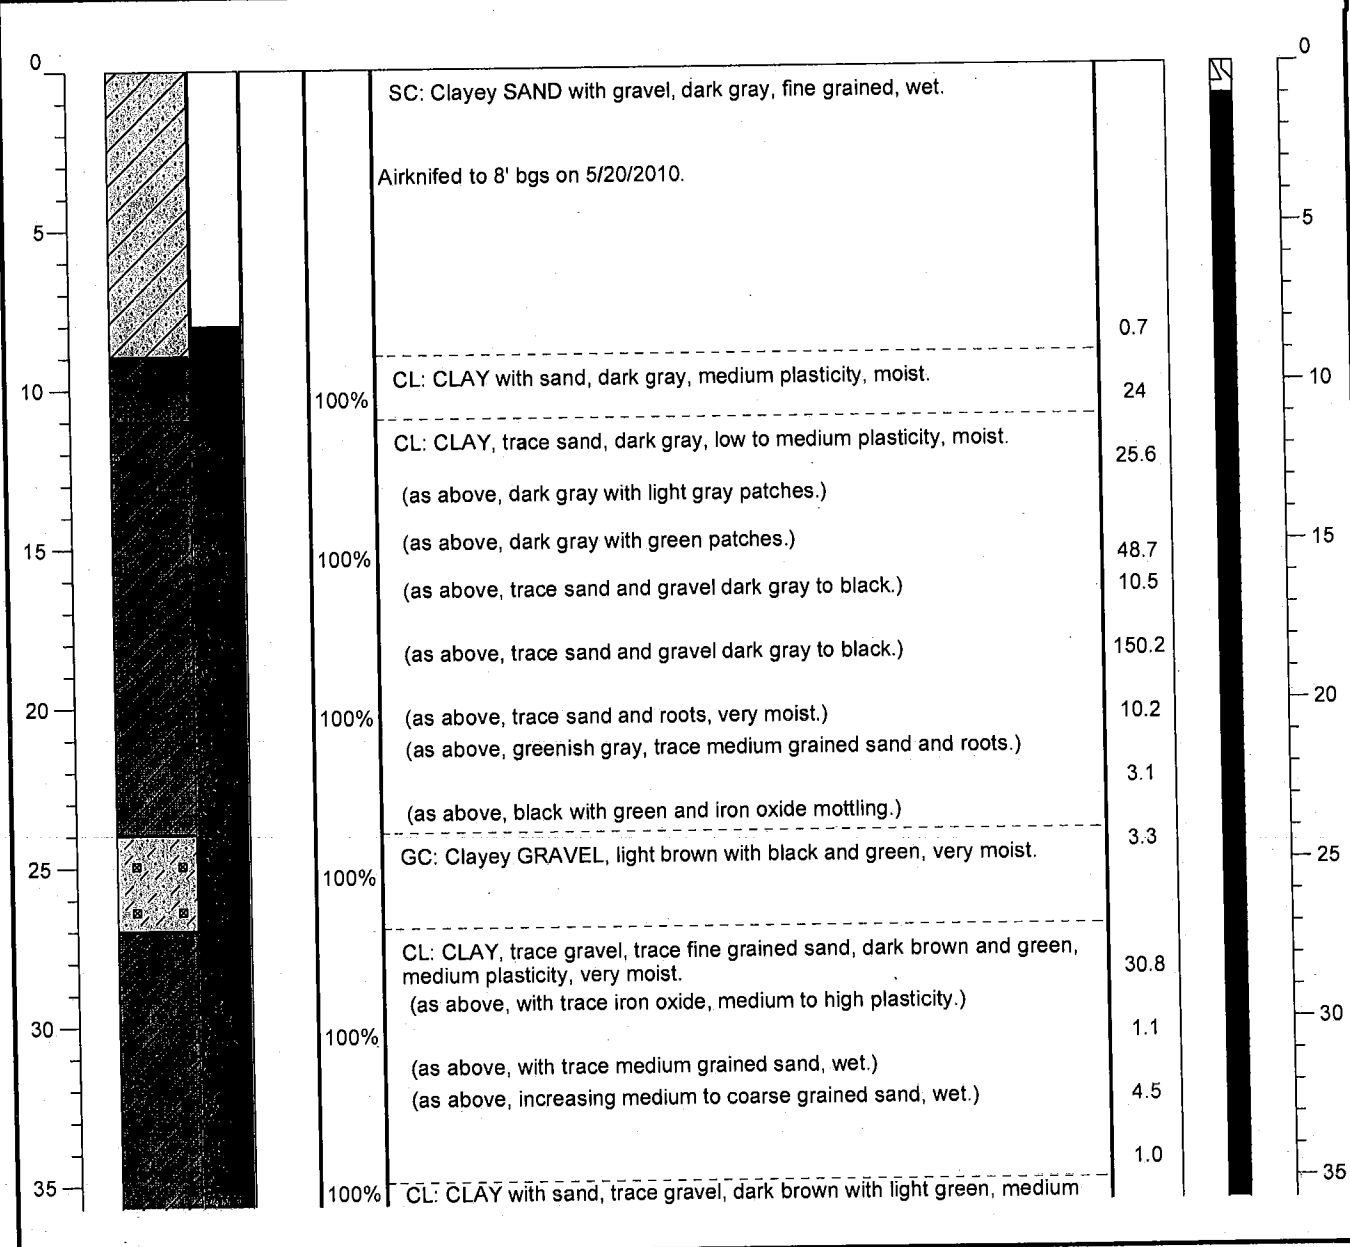 0 0
SC: Clayey SAND with gravel, dark gray, fine grained, wet.
Airknifed to 8' bgs on 5/20/2010.
5 5
0.7
CL: CLAY with sand, dark gray, medium plasticity, moist.
10 100% 24 10
CL: CLAY, trace sand, dark gray, low to medium plasticity, moist.
25.6
(as above, dark gray with light gray patches.)
(as above, dark gray with green patches.)
15 100% 48.7 15
(as above, trace sand and gravel dark gray to black.) 10.5
(as above, trace sand and gravel dark gray to black.) 150.2
20 100% (as above, trace sand and roots, very moist.) 10.2 20
(as above, greenish gray, trace medium grained sand and roots.)
3.1
(as above, black with green and iron oxide mottling.)
3.3
GC: Clayey GRAVEL, light brown with black and green, very moist.
25 100% 25
CL: CLAY, trace gravel, trace fine grained sand, dark brown and green,
medium plasticity, very moist. 30.8
(as above, with trace iron oxide, medium to high plasticity.)
30 100% 1.1 30
(as above, with trace medium grained sand, wet.)
(as above, increasing medium to coarse grained sand, wet.) 4.5
1.0
35 100% CL: CLAY with sand, trace gravel, dark brown with light green, medium 35